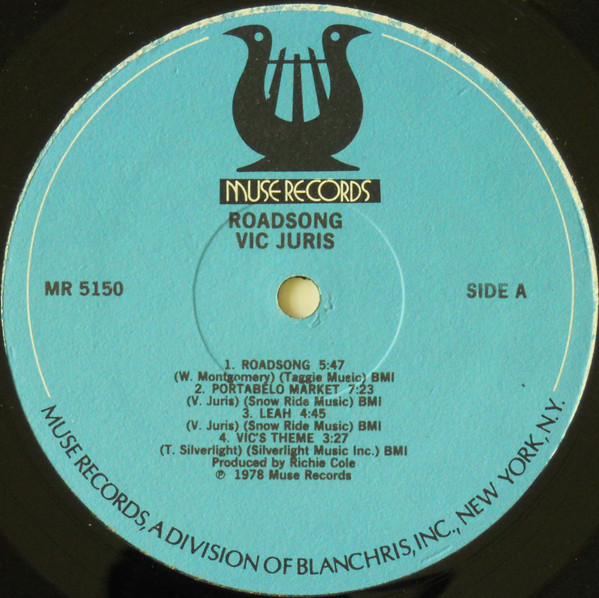 MUSE RECORDS
ROADSONG
VIC JURIS
MR 5150
SIDE A
1. ROADSONG 5:47
(W. Montgomery) (Taggie Music) BMI
2. PORTABELO MARKET 7:23
(V. Juris) (Snow Ride Music) BMI
3. LEAH 4:45
(V. Juris) (Snow Ride Music) BMI
4. VIC'S THEME 3:27
(T. Silverlight) (Silverlight Music Inc.) BMI
Produced by Richie Cole
℗ 1978 Muse Records
MUSE RECORDS, A DIVISION OF BLANCHRIS, INC., NEW YORK, N.Y.